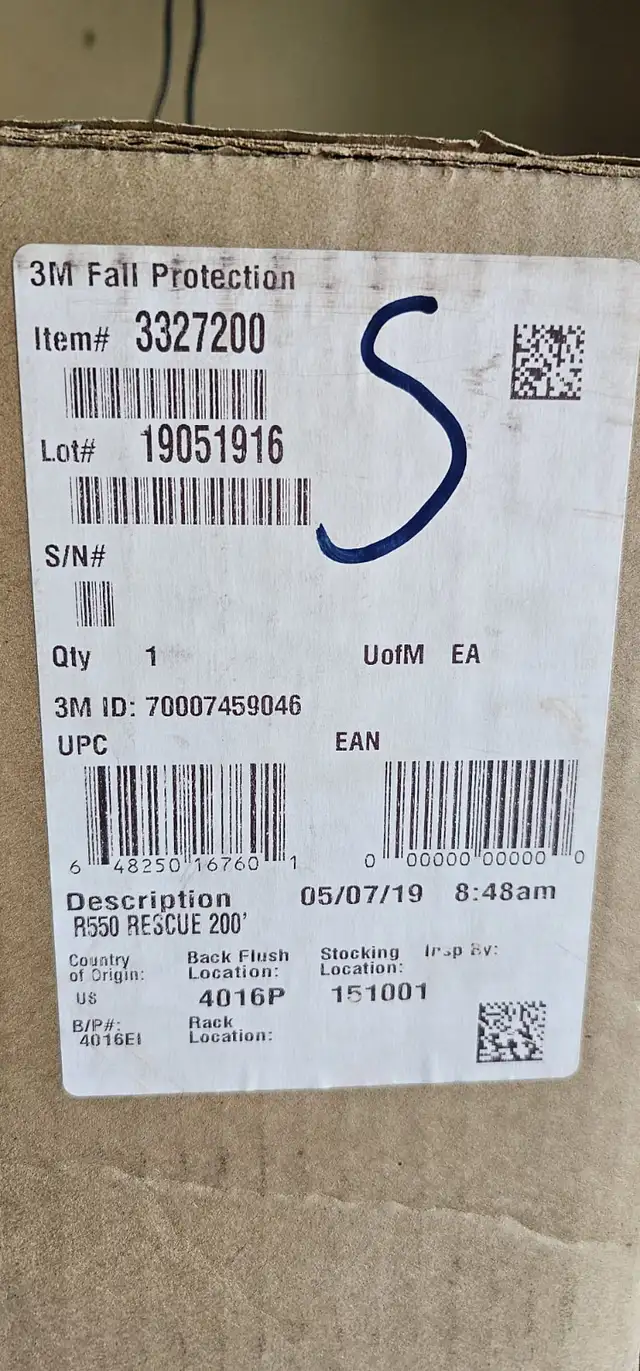 3M Fall Protection
Item# 3327200
S
Lot# 19051916
S/N#
Qty 1 UofM EA
3M ID: 70007459046
UPC EAN
6 48250 16760 1 0 00000 00000 0
Description 05/07/19 8:48am
R550 RESCUE 200'
Country of Origin: US
Back Flush Location: 4016P
Stocking Location: 151001
Insp By:
B/P#: 4016EI
Rack Location: